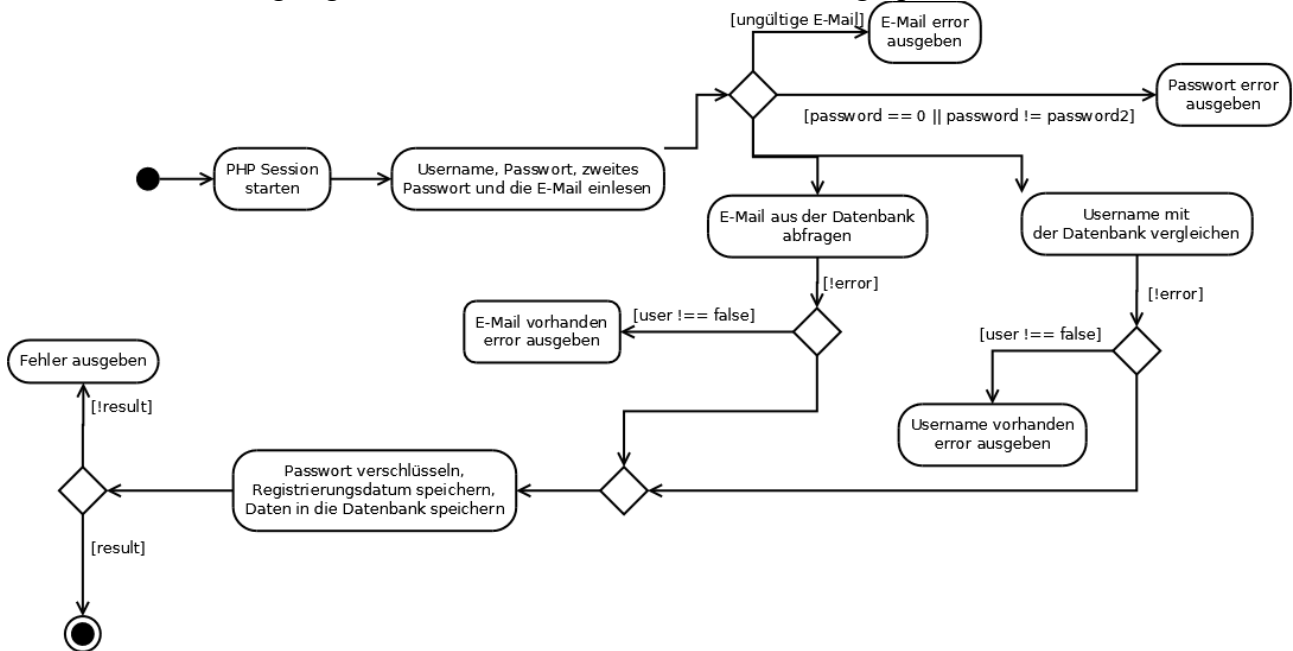 [ungültige E-Mail]
E-Mail error
ausgeben
Passwort error
ausgeben
[password == 0 || password != password2]
PHP Session
starten
Username, Passwort, zweites
Passwort und die E-Mail einlesen
E-Mail aus der Datenbank
abfragen
Username mit
der Datenbank vergleichen
[!error]
[!error]
E-Mail vorhanden
error ausgeben
[user !== false]
[user !== false]
Fehler ausgeben
[!result]
Username vorhanden
error ausgeben
Passwort verschlüsseln,
Registrierungsdatum speichern,
Daten in die Datenbank speichern
[result]